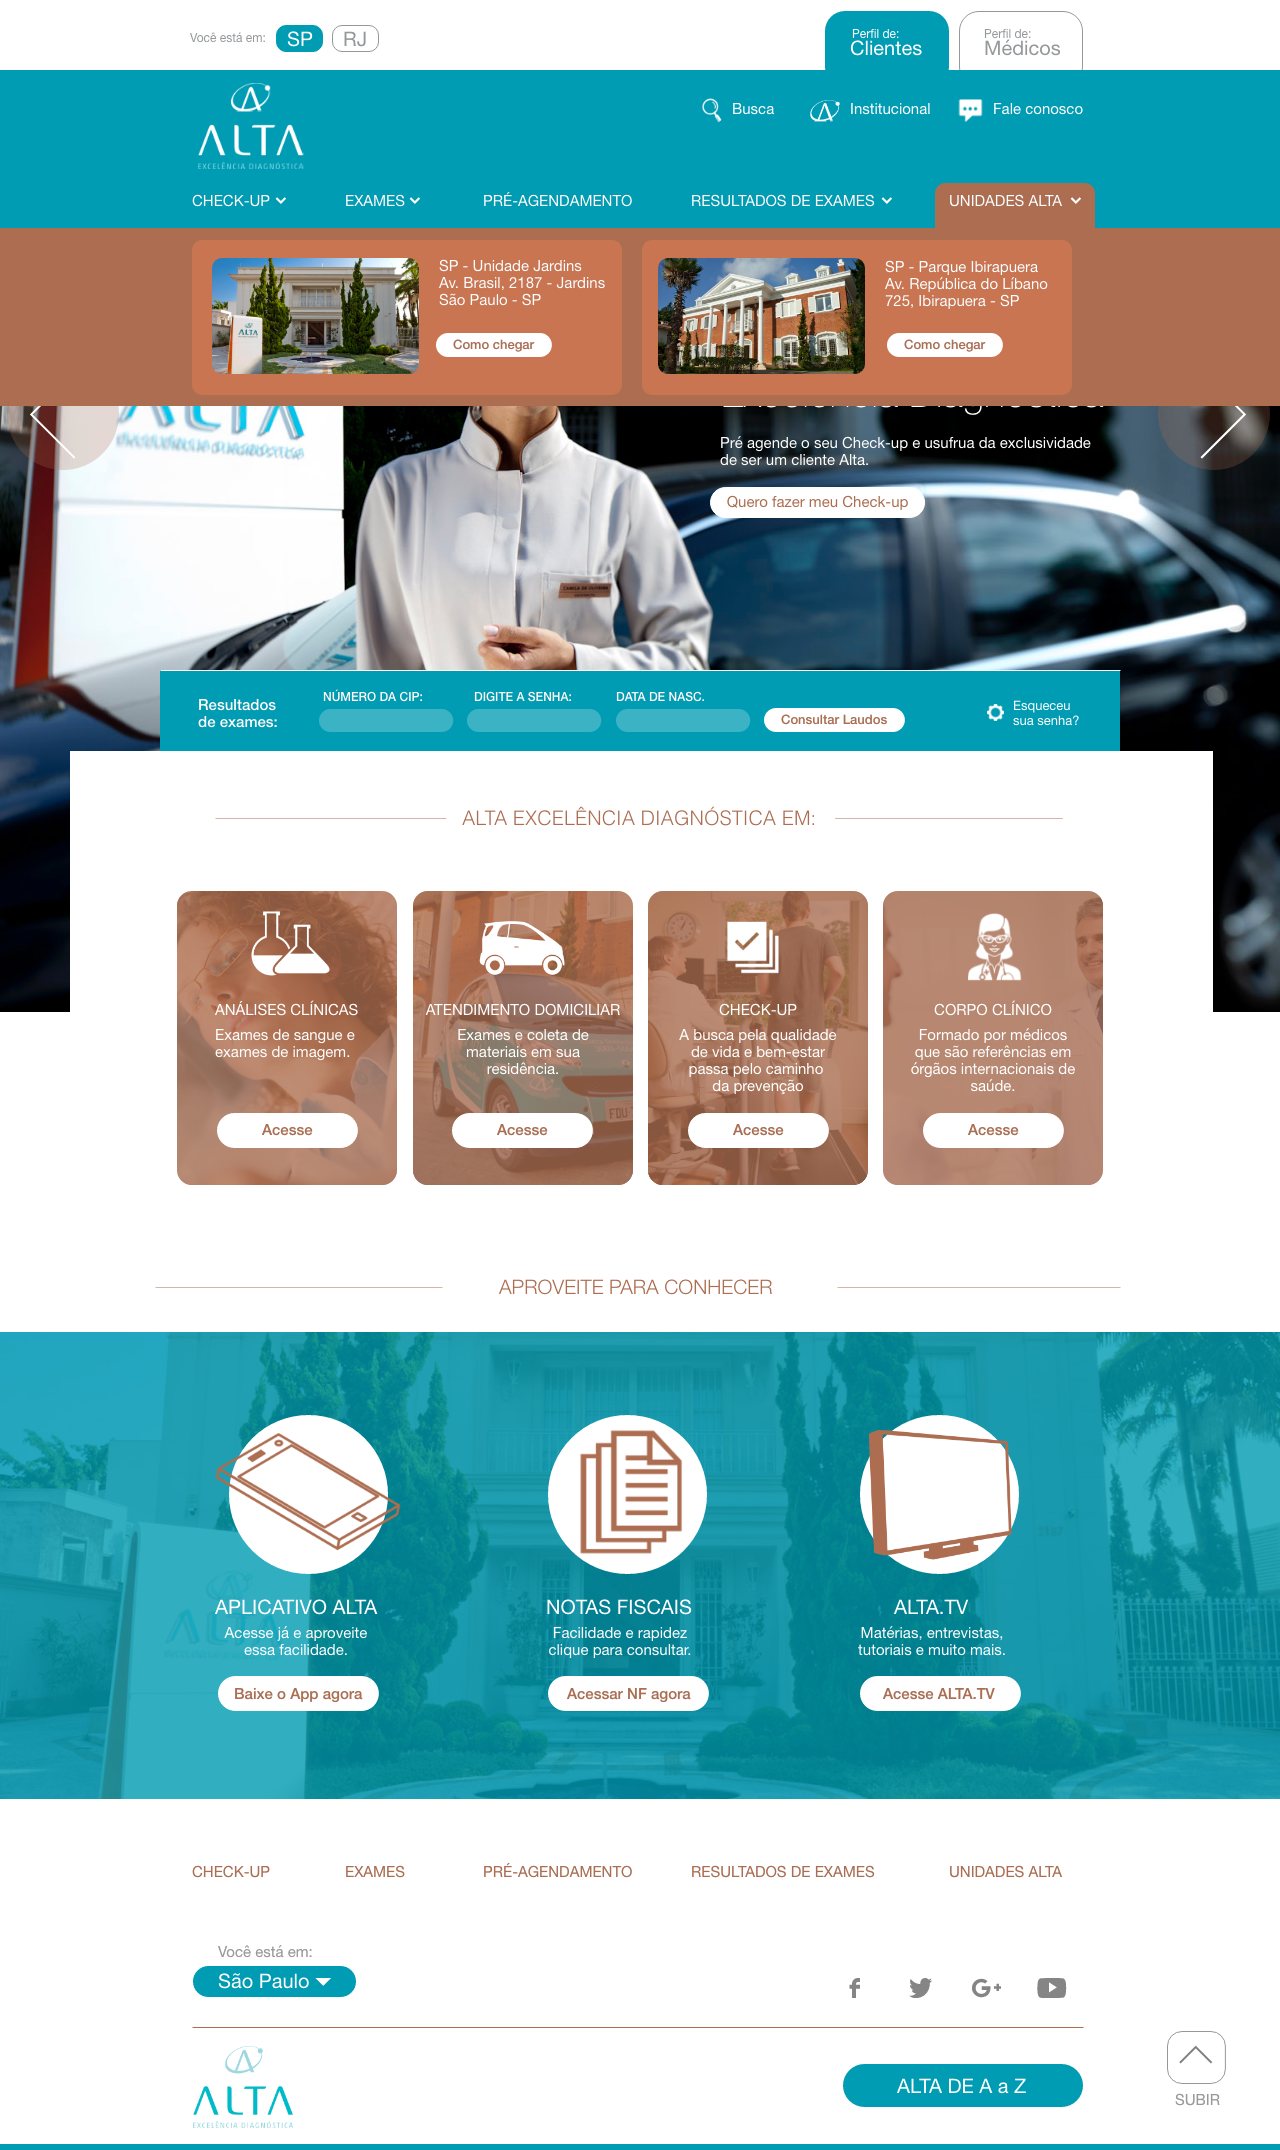 Você está em:
SP
RJ
Perfil de:
Clientes
Perfil de:
Médicos
ALTA
EXCELÊNCIA DIAGNÓSTICA
Busca
Institucional
Fale conosco
CHECK-UP
EXAMES
PRÉ-AGENDAMENTO
RESULTADOS DE EXAMES
UNIDADES ALTA
ALTA
SP - Unidade Jardins
Av. Brasil, 2187 - Jardins
São Paulo - SP
Como chegar
SP - Parque Ibirapuera
Av. República do Líbano
725, Ibirapuera - SP
Como chegar
ALTA
EXCELÊNCIA DIAGNÓSTICA
Excelência Diagnóstica
Pré agende o seu Check-up e usufrua da exclusividade
de ser um cliente Alta.
Quero fazer meu Check-up
Resultados
de exames:
NÚMERO DA CIP:
DIGITE A SENHA:
DATA DE NASC.
Consultar Laudos
Esqueceu
sua senha?
ALTA EXCELÊNCIA DIAGNÓSTICA EM:
ANÁLISES CLÍNICAS
Exames de sangue e
exames de imagem.
Acesse
ATENDIMENTO DOMICILIAR
Exames e coleta de
materiais em sua
residência.
Acesse
CHECK-UP
A busca pela qualidade
de vida e bem-estar
passa pelo caminho
da prevenção
Acesse
CORPO CLÍNICO
Formado por médicos
que são referências em
órgãos internacionais de
saúde.
Acesse
APROVEITE PARA CONHECER
APLICATIVO ALTA
Acesse já e aproveite
essa facilidade.
Baixe o App agora
NOTAS FISCAIS
Facilidade e rapidez
clique para consultar.
Acessar NF agora
ALTA.TV
Matérias, entrevistas,
tutoriais e muito mais.
Acesse ALTA.TV
CHECK-UP
EXAMES
PRÉ-AGENDAMENTO
RESULTADOS DE EXAMES
UNIDADES ALTA
Você está em:
São Paulo
ALTA
EXCELÊNCIA DIAGNÓSTICA
ALTA DE A a Z
SUBIR